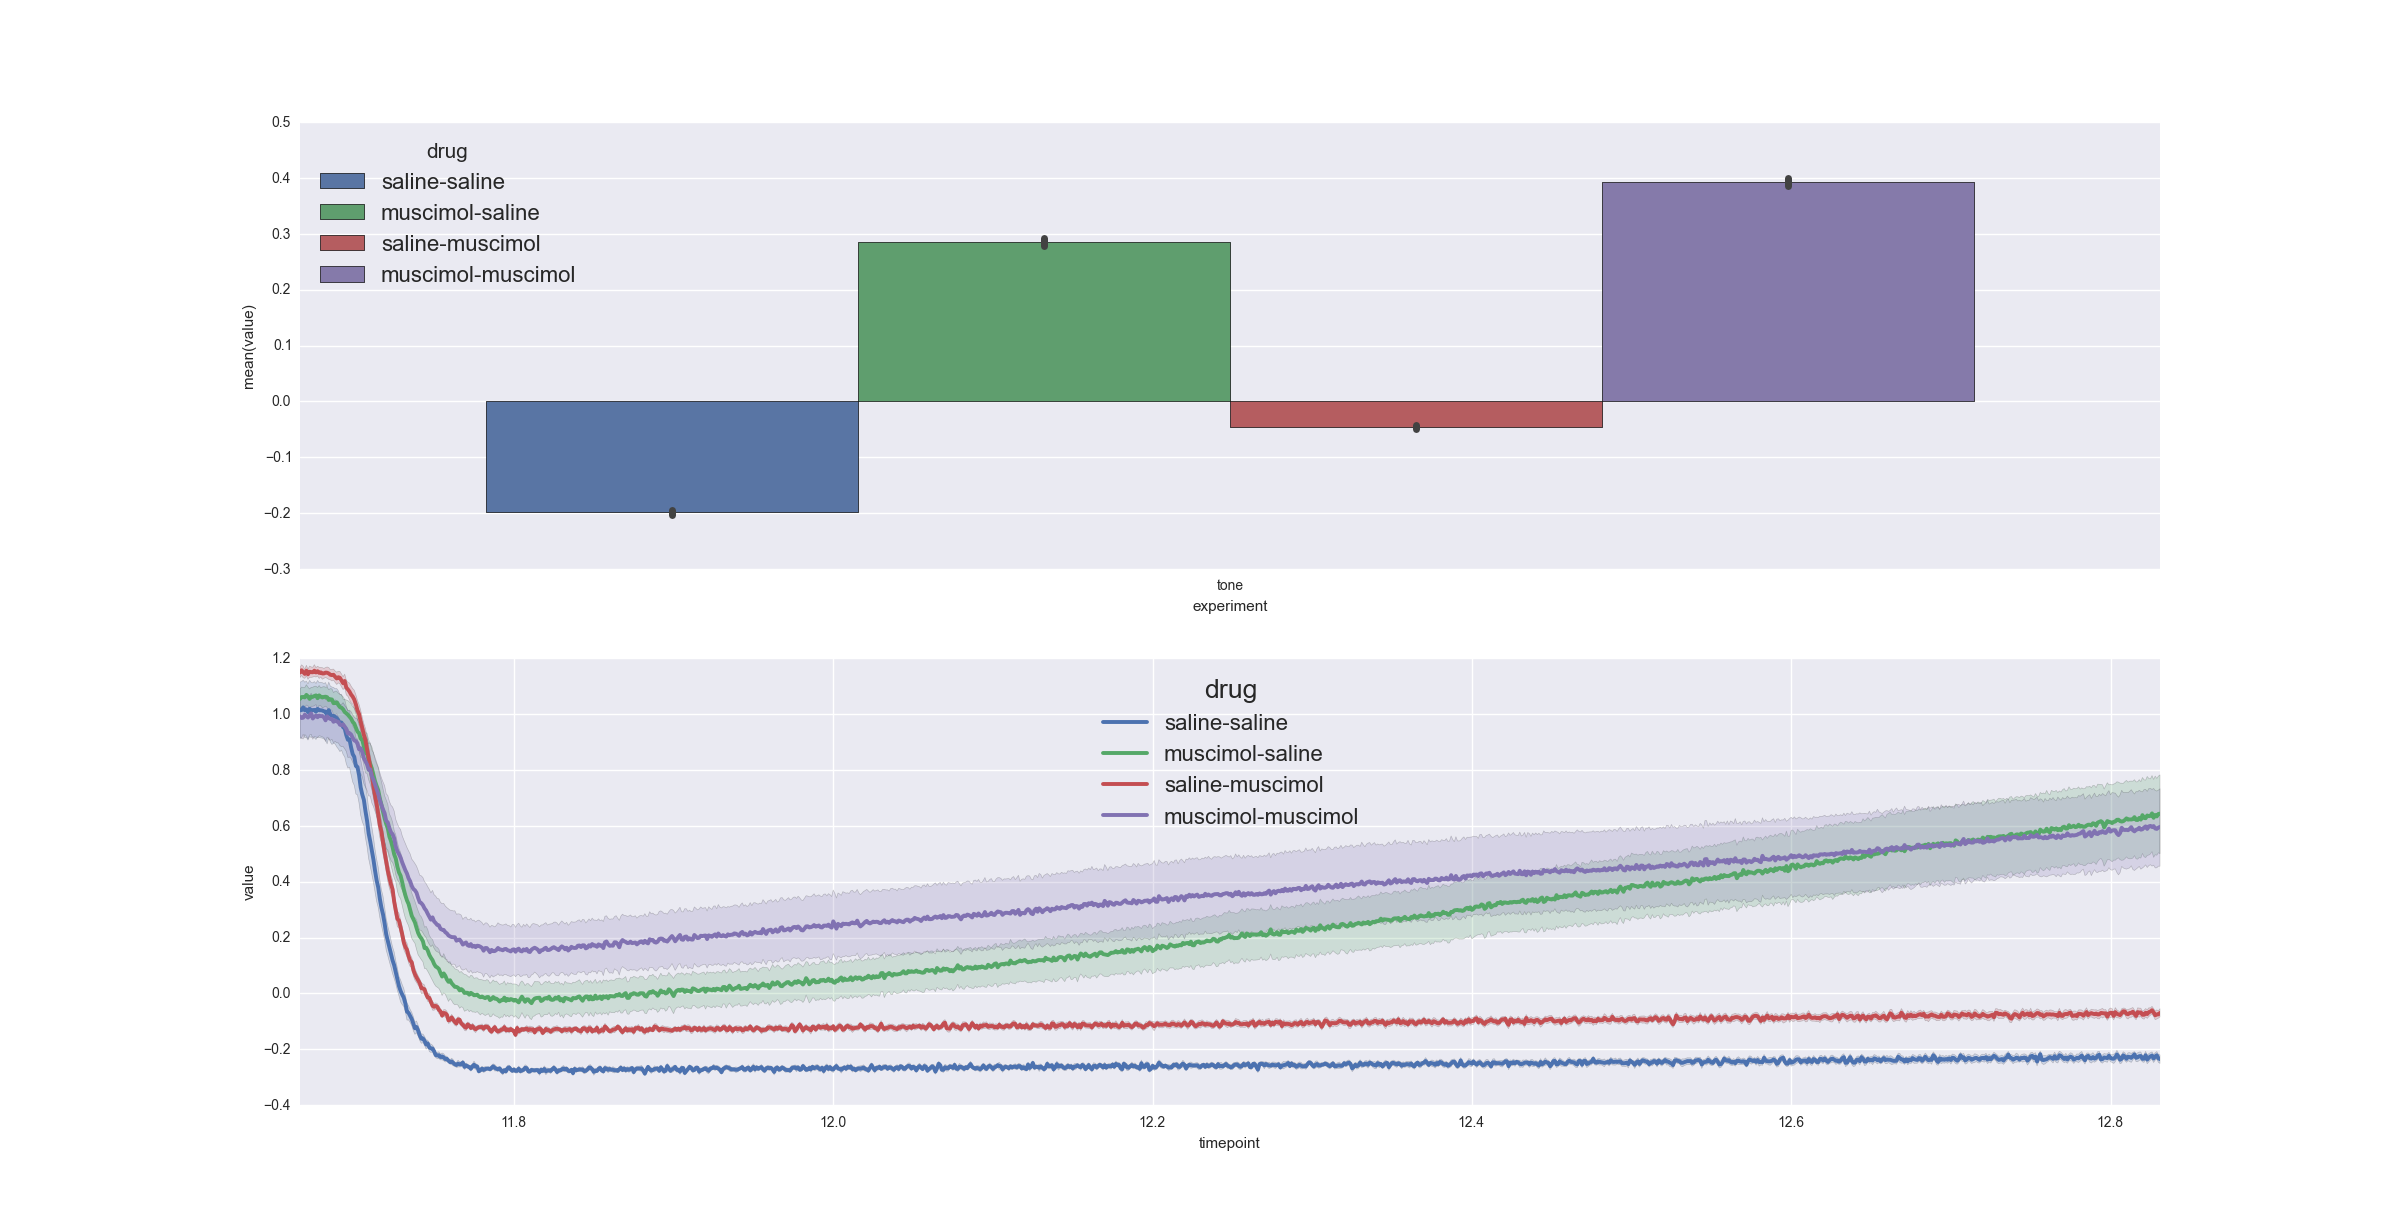 0.5
drug
0.4
saline-saline
muscimol-saline
0.3
saline-muscimol
muscimol-muscimol
0.2
mean(value)
0.1
0.0
−0.1
−0.2
−0.3
tone
experiment
1.2
drug
1.0
saline-saline
muscimol-saline
0.8
saline-muscimol
muscimol-muscimol
0.6
value
0.4
0.2
0.0
−0.2
−0.4
11.8 12.0 12.2 12.4 12.6 12.8
timepoint